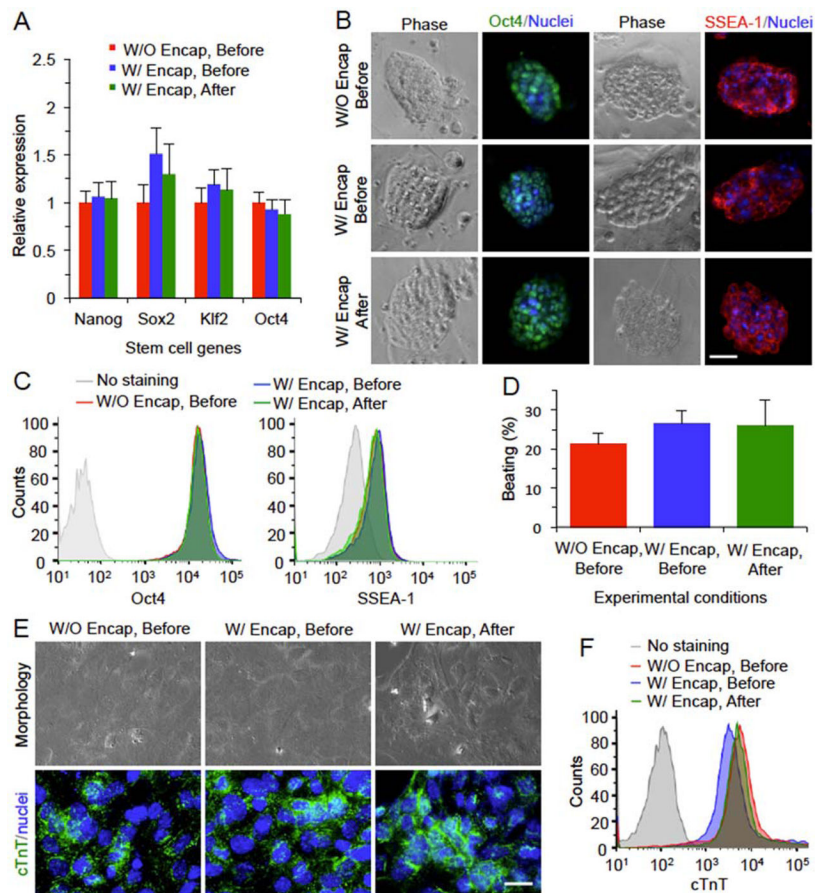 A
W/O Encap, Before
W/ Encap, Before
W/ Encap, After
2.5
2
1.5
1
0.5
0
Relative expression
Nanog Sox2 Klf2 Oct4
Stem cell genes
B
Phase Oct4/Nuclei Phase SSEA-1/Nuclei
W/O Encap
Before
W/ Encap
Before
W/ Encap
After
C
No staining
W/O Encap, Before
W/ Encap, Before
W/ Encap, After
100
80
60
40
20
0
Counts
10¹ 10² 10³ 10⁴ 10⁵
Oct4
100
80
60
40
20
0
10¹ 10² 10³ 10⁴ 10⁵
SSEA-1
D
30
20
10
0
Beating (%)
W/O Encap, W/ Encap, W/ Encap,
Before Before After
Experimental conditions
E
W/O Encap, Before W/ Encap, Before W/ Encap, After
Morphology
cTnT/nuclei
F
No staining
W/O Encap, Before
W/ Encap, Before
W/ Encap, After
100
80
60
40
20
0
Counts
10¹ 10² 10³ 10⁴ 10⁵
cTnT